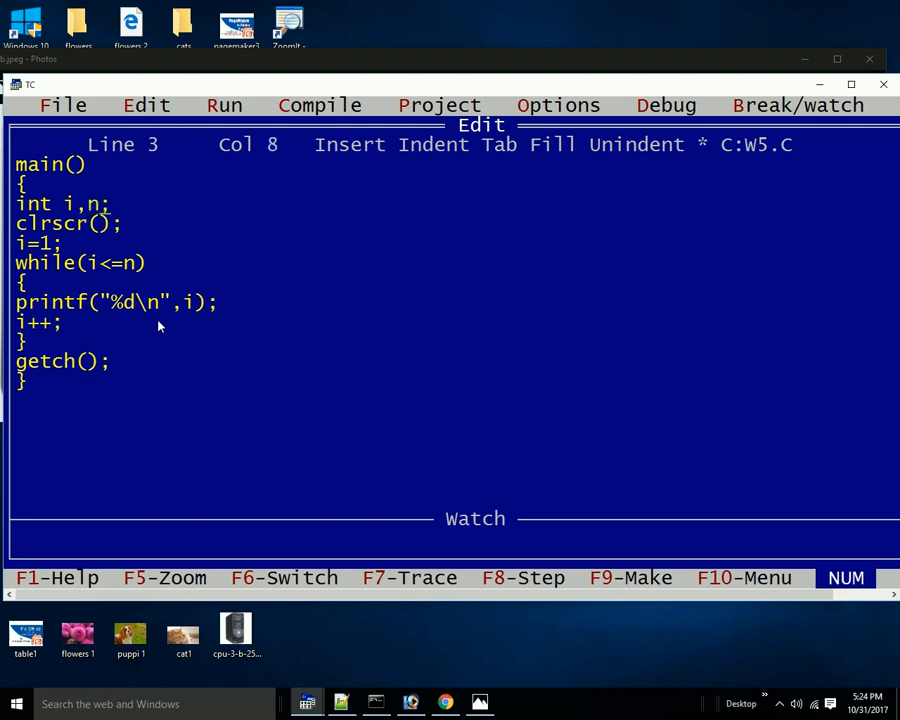 Windows 10
flowers
flowers 2
cats
pagemaker3
ZoomIt -
b.jpeg - Photos
TC
File Edit Run Compile Project Options Debug Break/watch
Edit
Line 3 Col 8 Insert Indent Tab Fill Unindent * C:W5.C
main()
{
int i,n;
clrscr();
i=1;
while(i<=n)
{
printf("%d\n",i);
i++;
}
getch();
}
Watch
F1-Help F5-Zoom F6-Switch F7-Trace F8-Step F9-Make F10-Menu NUM
table1
flowers 1
puppi 1
cat1
cpu-3-b-25...
Search the web and Windows
Desktop
5:24 PM
10/31/2017